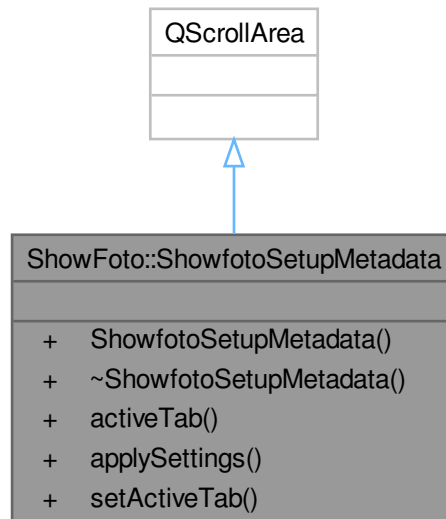 QScrollArea
ShowFoto::ShowfotoSetupMetadata
+ ShowfotoSetupMetadata()
+ ~ShowfotoSetupMetadata()
+ activeTab()
+ applySettings()
+ setActiveTab()